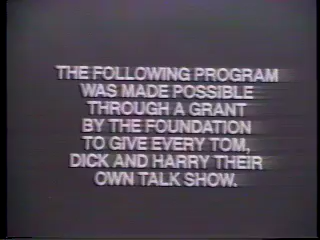 THE FOLLOWING PROGRAM
WAS MADE POSSIBLE
THROUGH A GRANT
BY THE FOUNDATION
TO GIVE EVERY TOM,
DICK AND HARRY THEIR
OWN TALK SHOW.